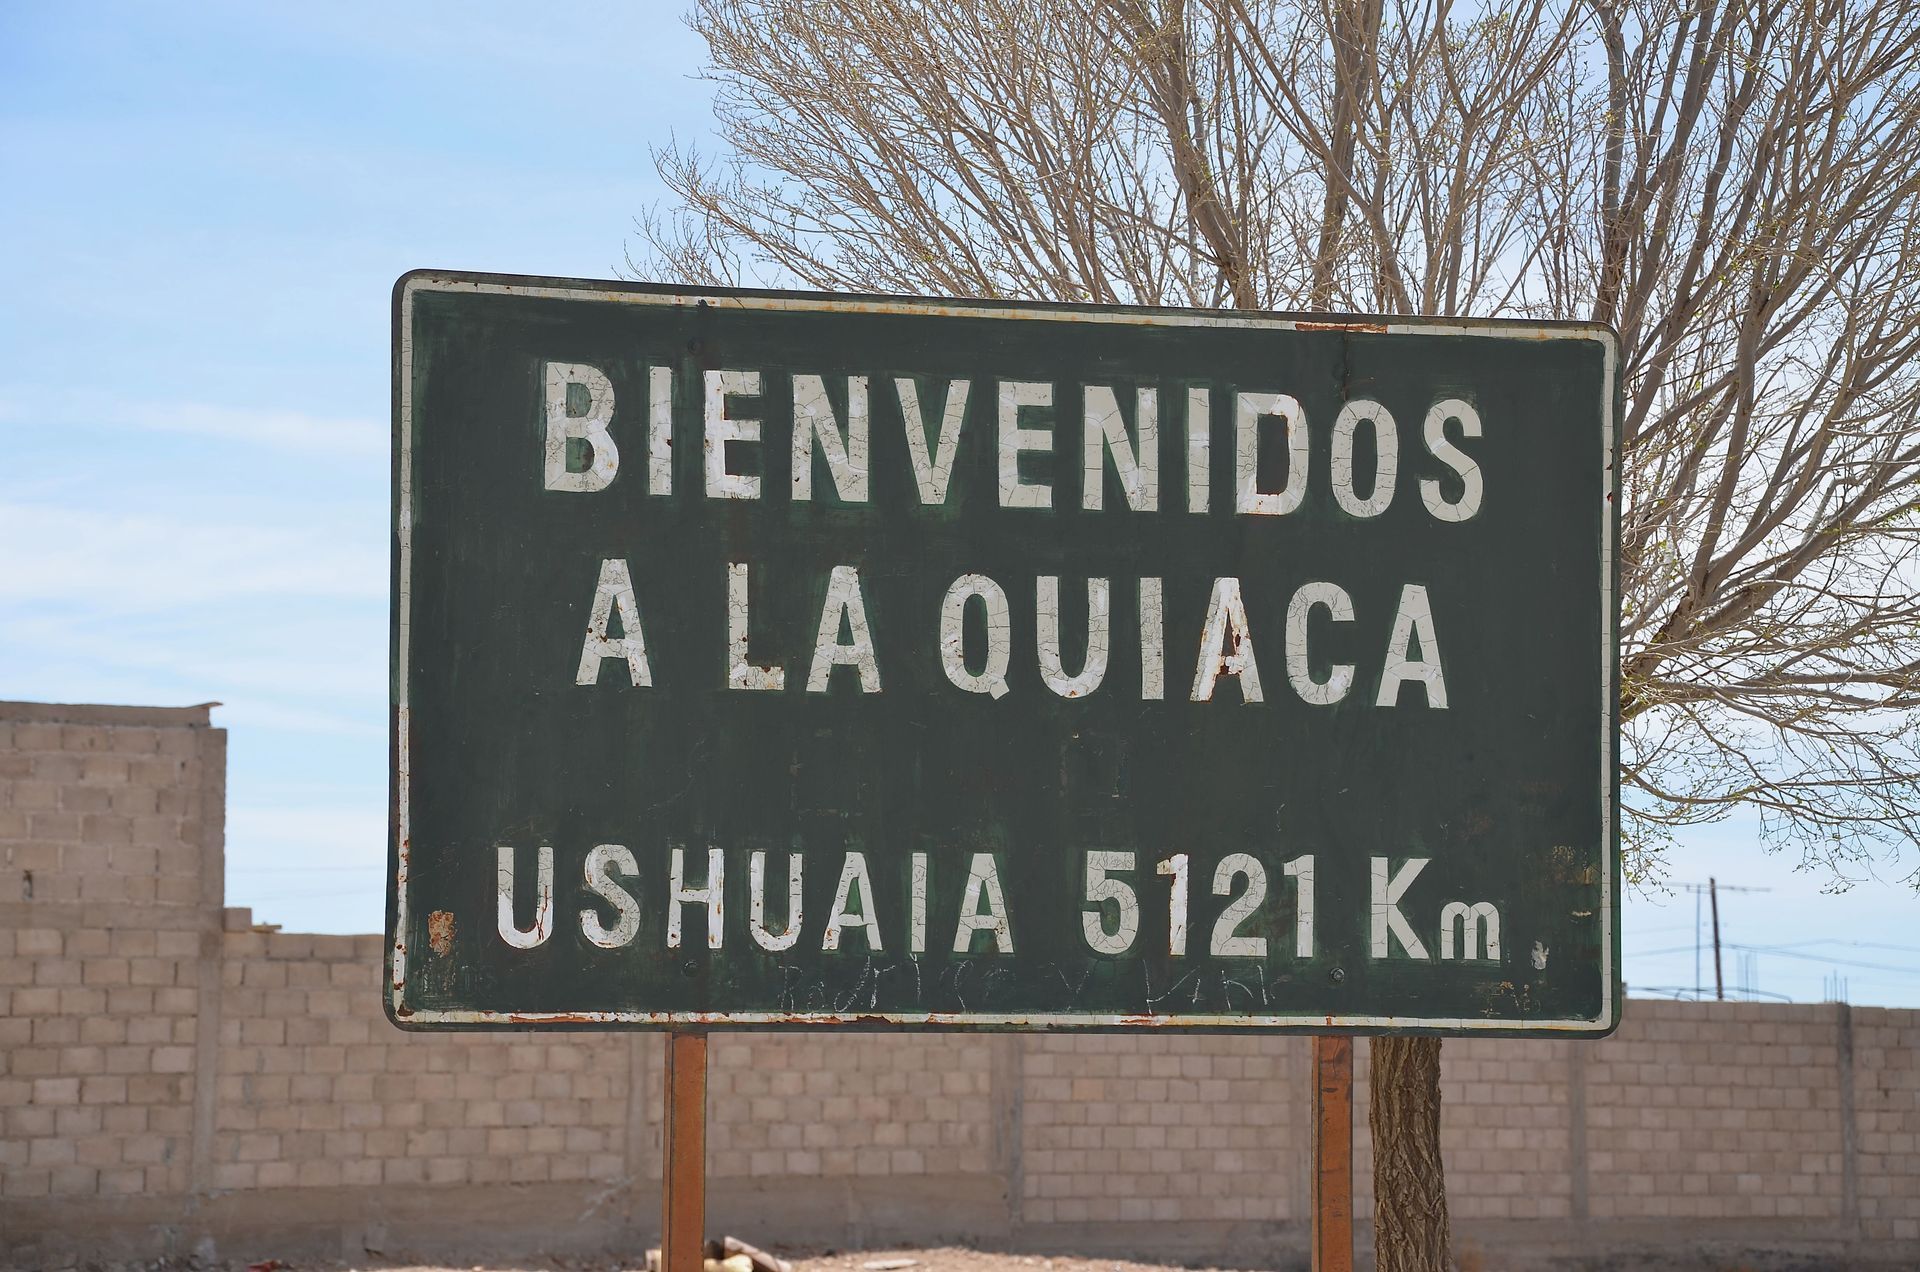 BIENVENIDOS
A LA QUIACA
USHUAIA 5121 Km